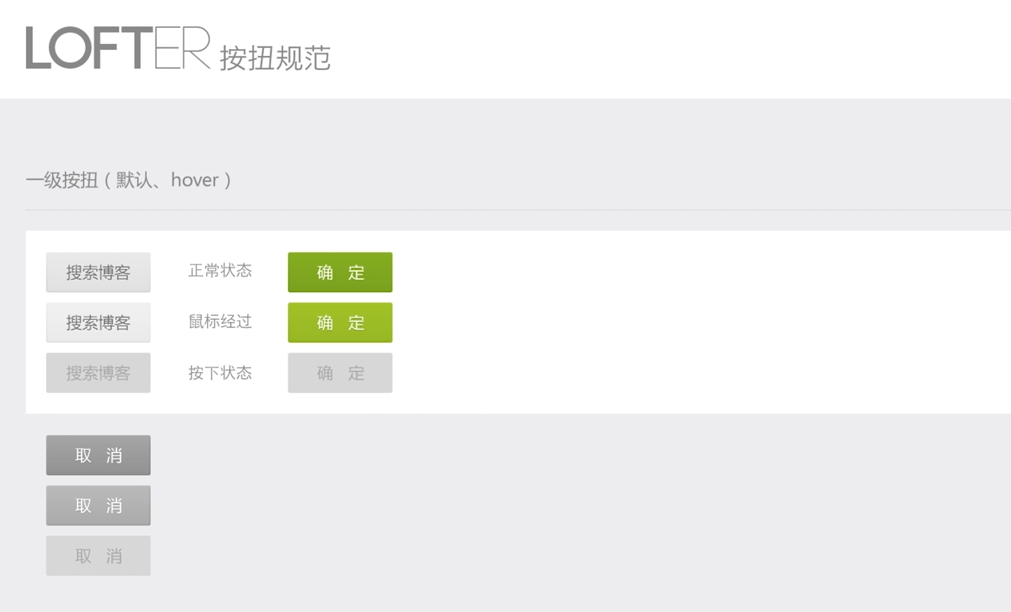 LOFTER 按扭规范
一级按扭 ( 默认、hover )
搜索博客 正常状态 确 定
搜索博客 鼠标经过 确 定
搜索博客 按下状态 确 定
取 消
取 消
取 消